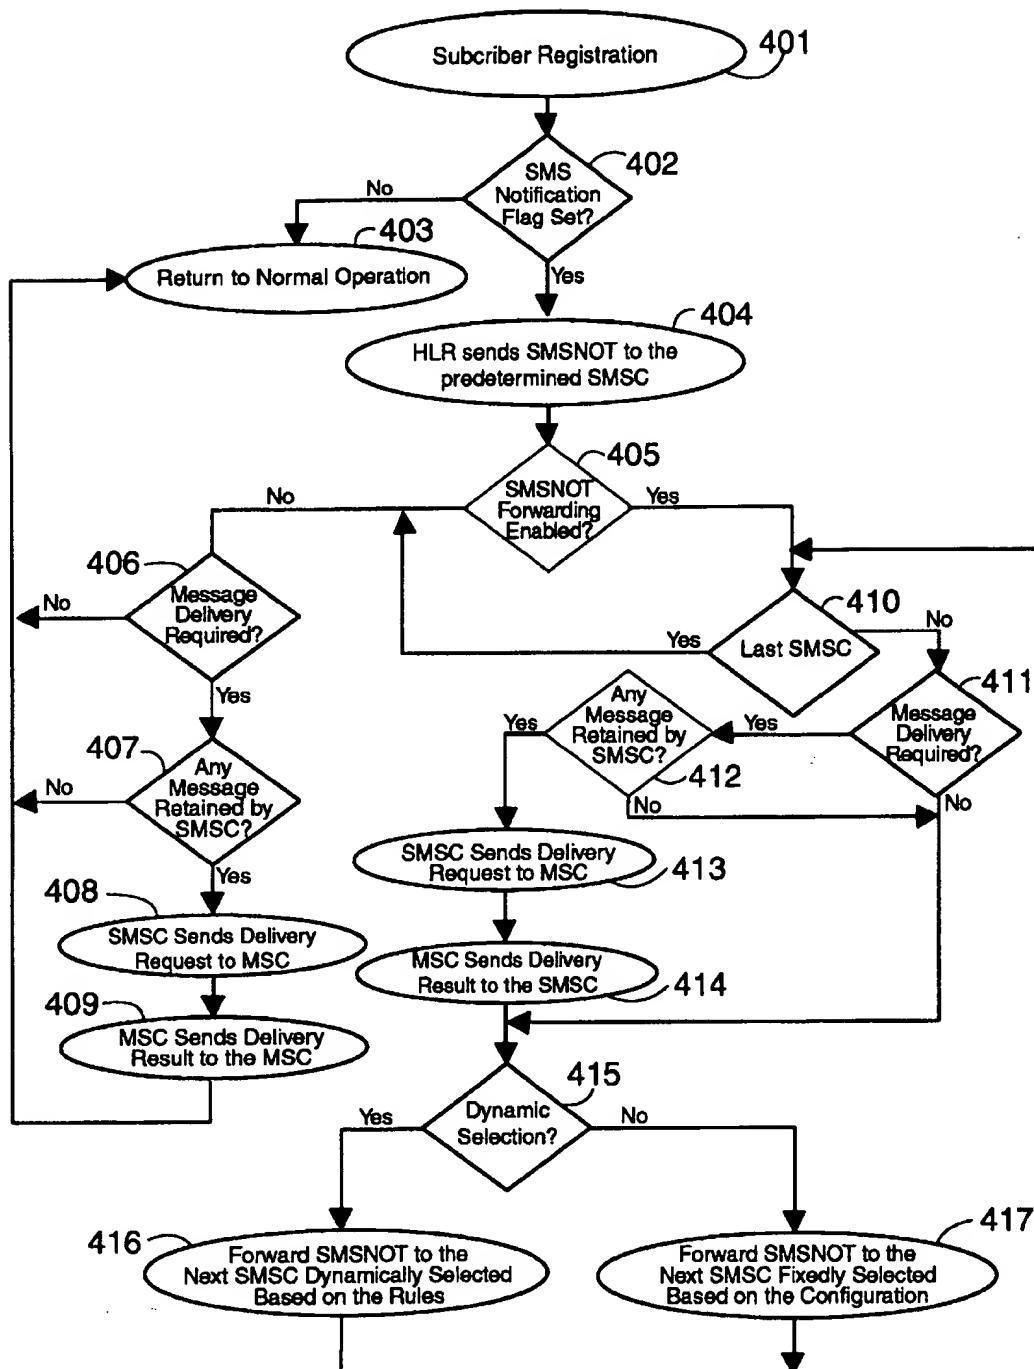 Subcriber Registration
401
SMS
Notification
Flag Set?
402
No
Yes
403
Return to Normal Operation
404
HLR sends SMSNOT to the
predetermined SMSC
405
SMSNOT
Forwarding
Enabled?
No
Yes
406
Message
Delivery
Required?
No
Yes
410
Last SMSC
Yes
No
411
Message
Delivery
Required?
Yes
No
Any
Message
Retained by
SMSC?
412
Yes
No
407
Any
Message
Retained by
SMSC?
No
Yes
SMSC Sends Delivery
Request to MSC
413
408
SMSC Sends Delivery
Request to MSC
MSC Sends Delivery
Result to the SMSC
414
409
MSC Sends Delivery
Result to the MSC
415
Dynamic
Selection?
Yes
No
416
Forward SMSNOT to the
Next SMSC Dynamically Selected
Based on the Rules
417
Forward SMSNOT to the
Next SMSC Fixedly Selected
Based on the Configuration